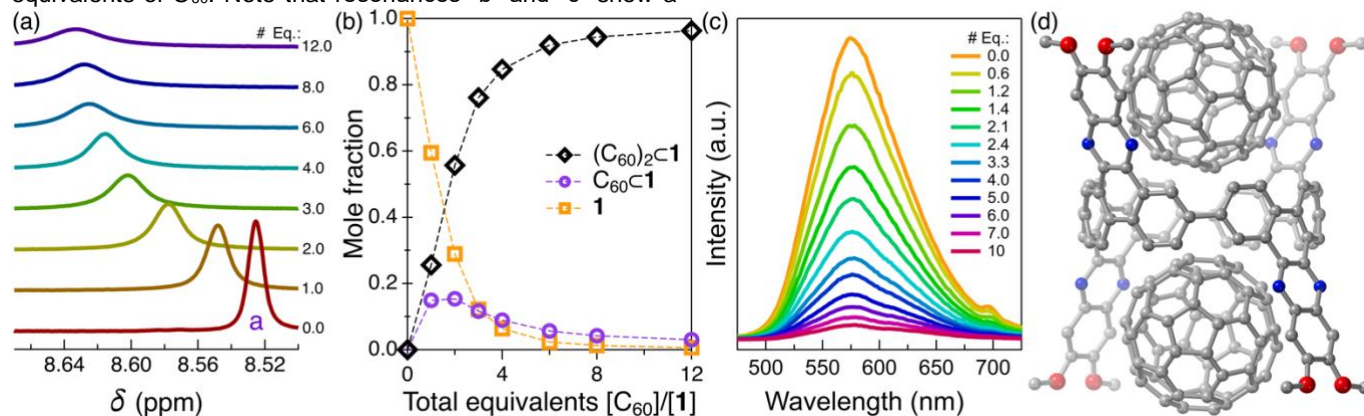 equivalents of C₆₀. Note that resonances "b" and "c" show a
(a)
# Eq.:
12.0
8.0
6.0
4.0
3.0
2.0
1.0
0.0
a
8.64 8.60 8.56 8.52
δ (ppm)
(b)
Mole fraction
1.0
0.8
0.6
0.4
0.2
0.0
(C₆₀)₂⊂1
C₆₀⊂1
1
0 4 8 12
Total equivalents [C₆₀]/[1]
(c)
Intensity (a.u.)
# Eq.:
0.0
0.6
1.2
1.4
2.1
2.4
3.3
4.0
5.0
6.0
7.0
10
500 550 600 650 700
Wavelength (nm)
(d)